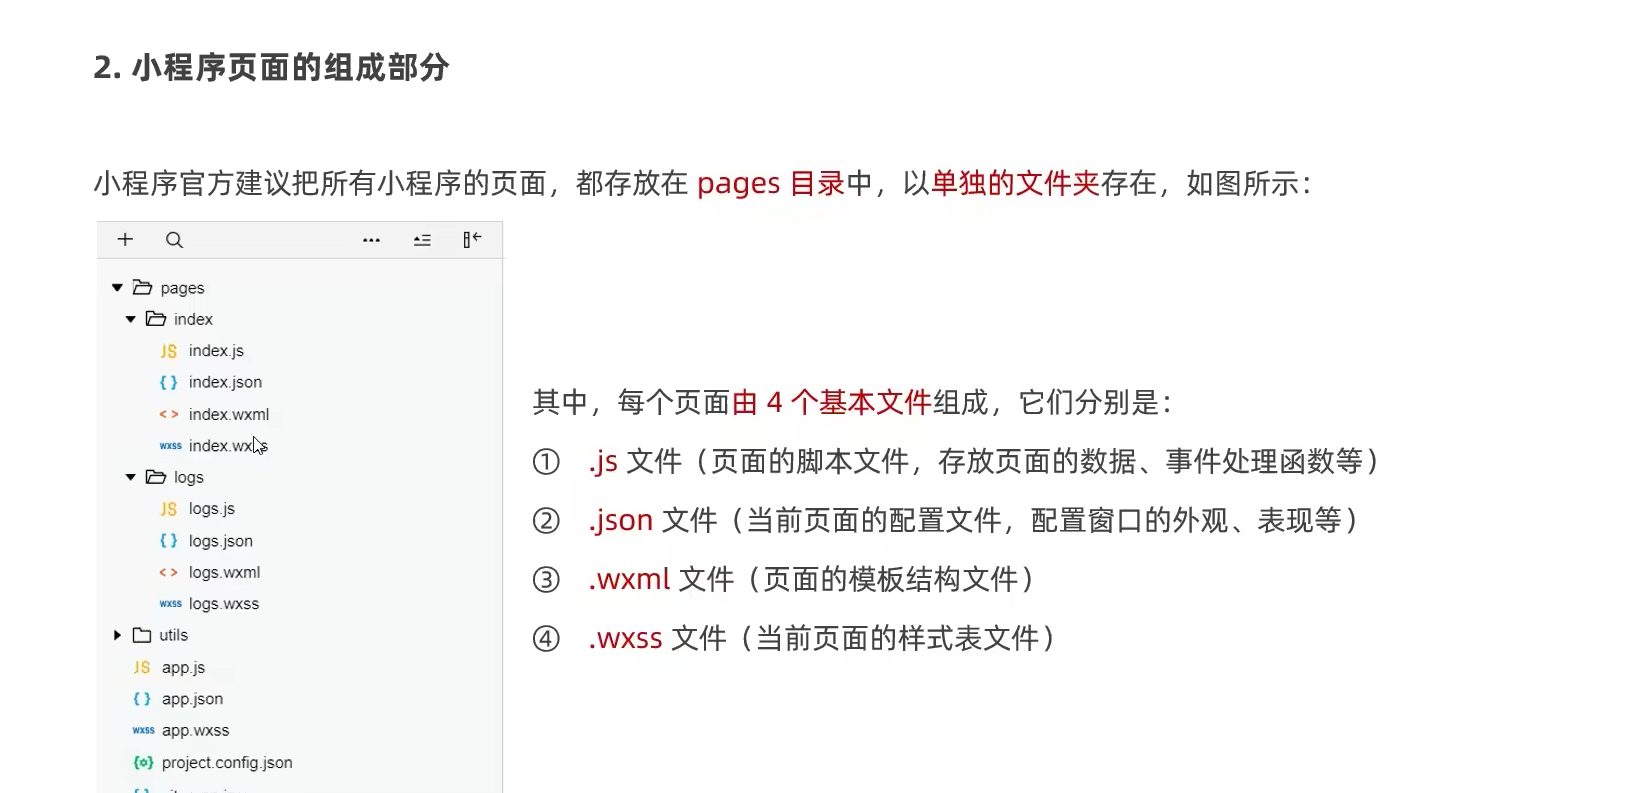 2. 小程序页面的组成部分
小程序官方建议把所有小程序的页面，都存放在 pages 目录中，以单独的文件夹存在，如图所示：
pages
index
JS index.js
{ } index.json
< > index.wxml
wxss index.wxss
logs
JS logs.js
{ } logs.json
< > logs.wxml
wxss logs.wxss
utils
JS app.js
{ } app.json
wxss app.wxss
project.config.json
其中，每个页面由 4 个基本文件组成，它们分别是：
① .js 文件（页面的脚本文件，存放页面的数据、事件处理函数等）
② .json 文件（当前页面的配置文件，配置窗口的外观、表现等）
③ .wxml 文件（页面的模板结构文件）
④ .wxss 文件（当前页面的样式表文件）